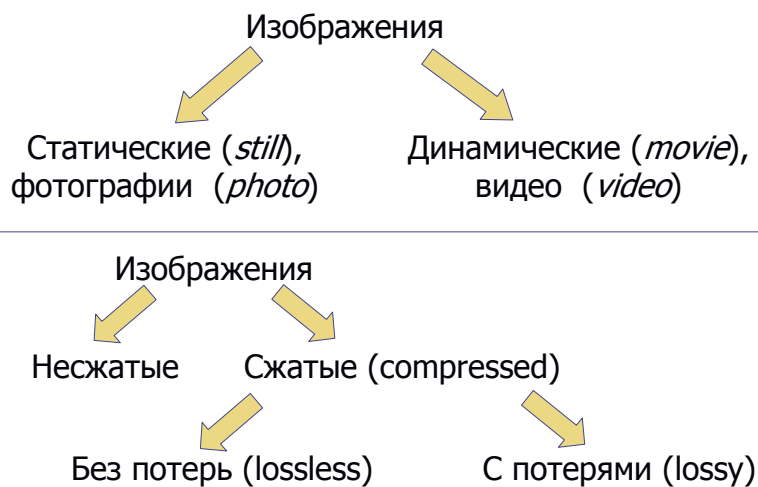 Изображения
Статические (still),
фотографии (photo)
Динамические (movie),
видео (video)
Изображения
Несжатые
Сжатые (compressed)
Без потерь (lossless)
С потерями (lossy)